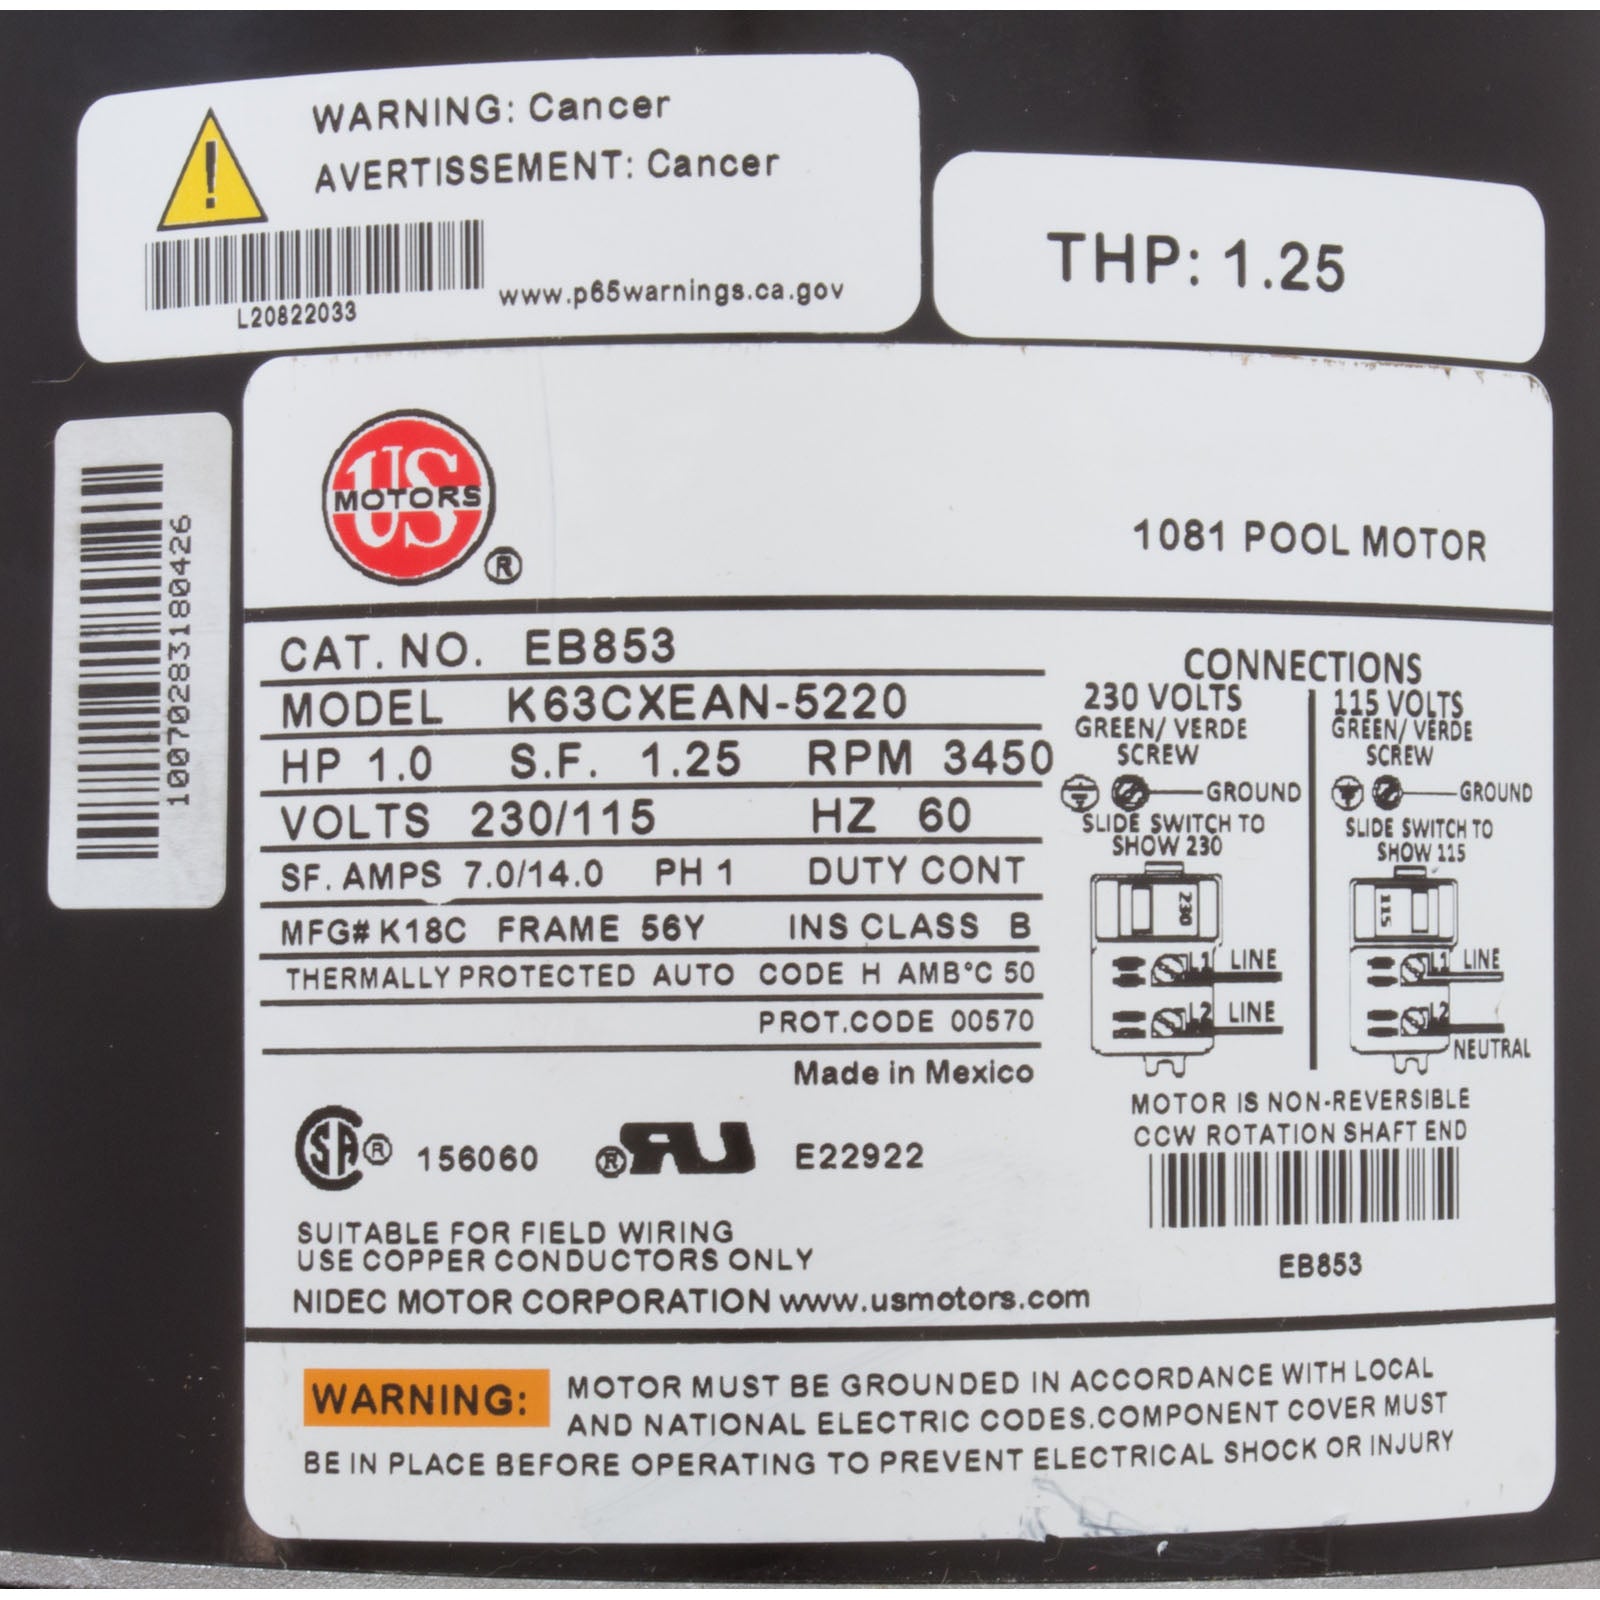 WARNING: Cancer
AVERTISSEMENT: Cancer
L20822033
www.p65warnings.ca.gov
THP: 1.25
1007028318O426
US
MOTORS
®
1081 POOL MOTOR
CAT. NO. EB853
MODEL K63CXEAN-5220
HP 1.0 S.F. 1.25 RPM 3450
VOLTS 230/115 HZ 60
SF. AMPS 7.0/14.0 PH 1 DUTY CONT
MFG# K18C FRAME 56Y INS CLASS B
THERMALLY PROTECTED AUTO CODE H AMB°C 50
PROT.CODE 00570
Made in Mexico
CONNECTIONS
230 VOLTS
GREEN/ VERDE
SCREW
GROUND
SLIDE SWITCH TO
SHOW 230
230
L1 LINE
L2 LINE
115 VOLTS
GREEN/ VERDE
SCREW
GROUND
SLIDE SWITCH TO
SHOW 115
115
L1 LINE
L2
NEUTRAL
MOTOR IS NON-REVERSIBLE
CCW ROTATION SHAFT END
EB853
SA ® 156060 ® RU E22922
SUITABLE FOR FIELD WIRING
USE COPPER CONDUCTORS ONLY
NIDEC MOTOR CORPORATION www.usmotors.com
WARNING: MOTOR MUST BE GROUNDED IN ACCORDANCE WITH LOCAL
AND NATIONAL ELECTRIC CODES.COMPONENT COVER MUST
BE IN PLACE BEFORE OPERATING TO PREVENT ELECTRICAL SHOCK OR INJURY